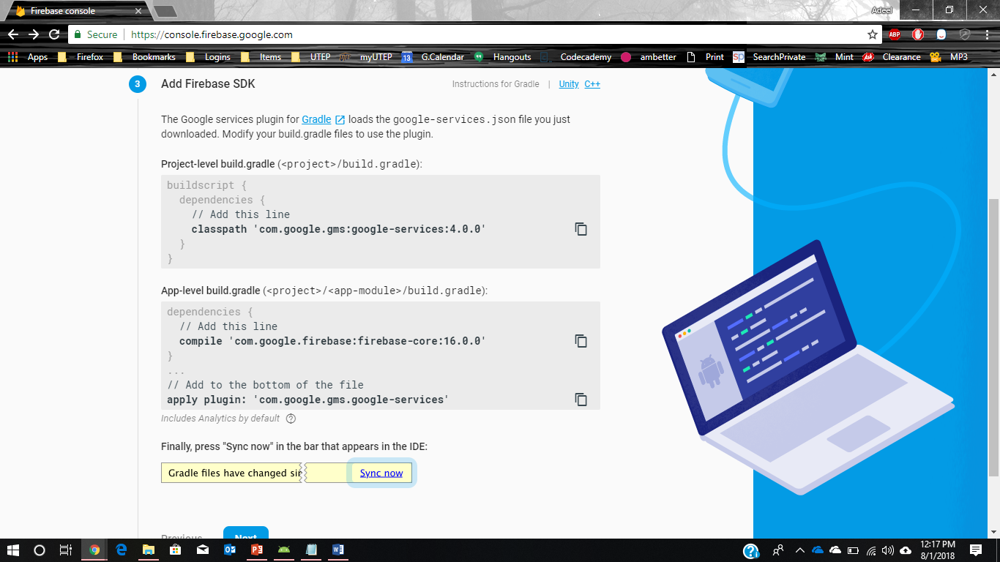 Firebase console
Adeel
Secure
https://console.firebase.google.com
ABP
Apps
Firefox
Bookmarks
Logins
Items
UTEP
myUTEP
13
G.Calendar
Hangouts
Codecademy
ambetter
Print
sp
SearchPrivate
Mint
Clearance
MP3
3
Add Firebase SDK
Instructions for Gradle | Unity C++
The Google services plugin for Gradle loads the google-services.json file you just
downloaded. Modify your build.gradle files to use the plugin.
Project-level build.gradle (<project>/build.gradle):
buildscript {
dependencies {
// Add this line
classpath 'com.google.gms:google-services:4.0.0'
}
}
App-level build.gradle (<project>/<app-module>/build.gradle):
dependencies {
// Add this line
compile 'com.google.firebase:firebase-core:16.0.0'
}
...
// Add to the bottom of the file
apply plugin: 'com.google.gms.google-services'
Includes Analytics by default ?
Finally, press "Sync now" in the bar that appears in the IDE:
Gradle files have changed sin
Sync now
Previous
Next
12:17 PM
8/1/2018